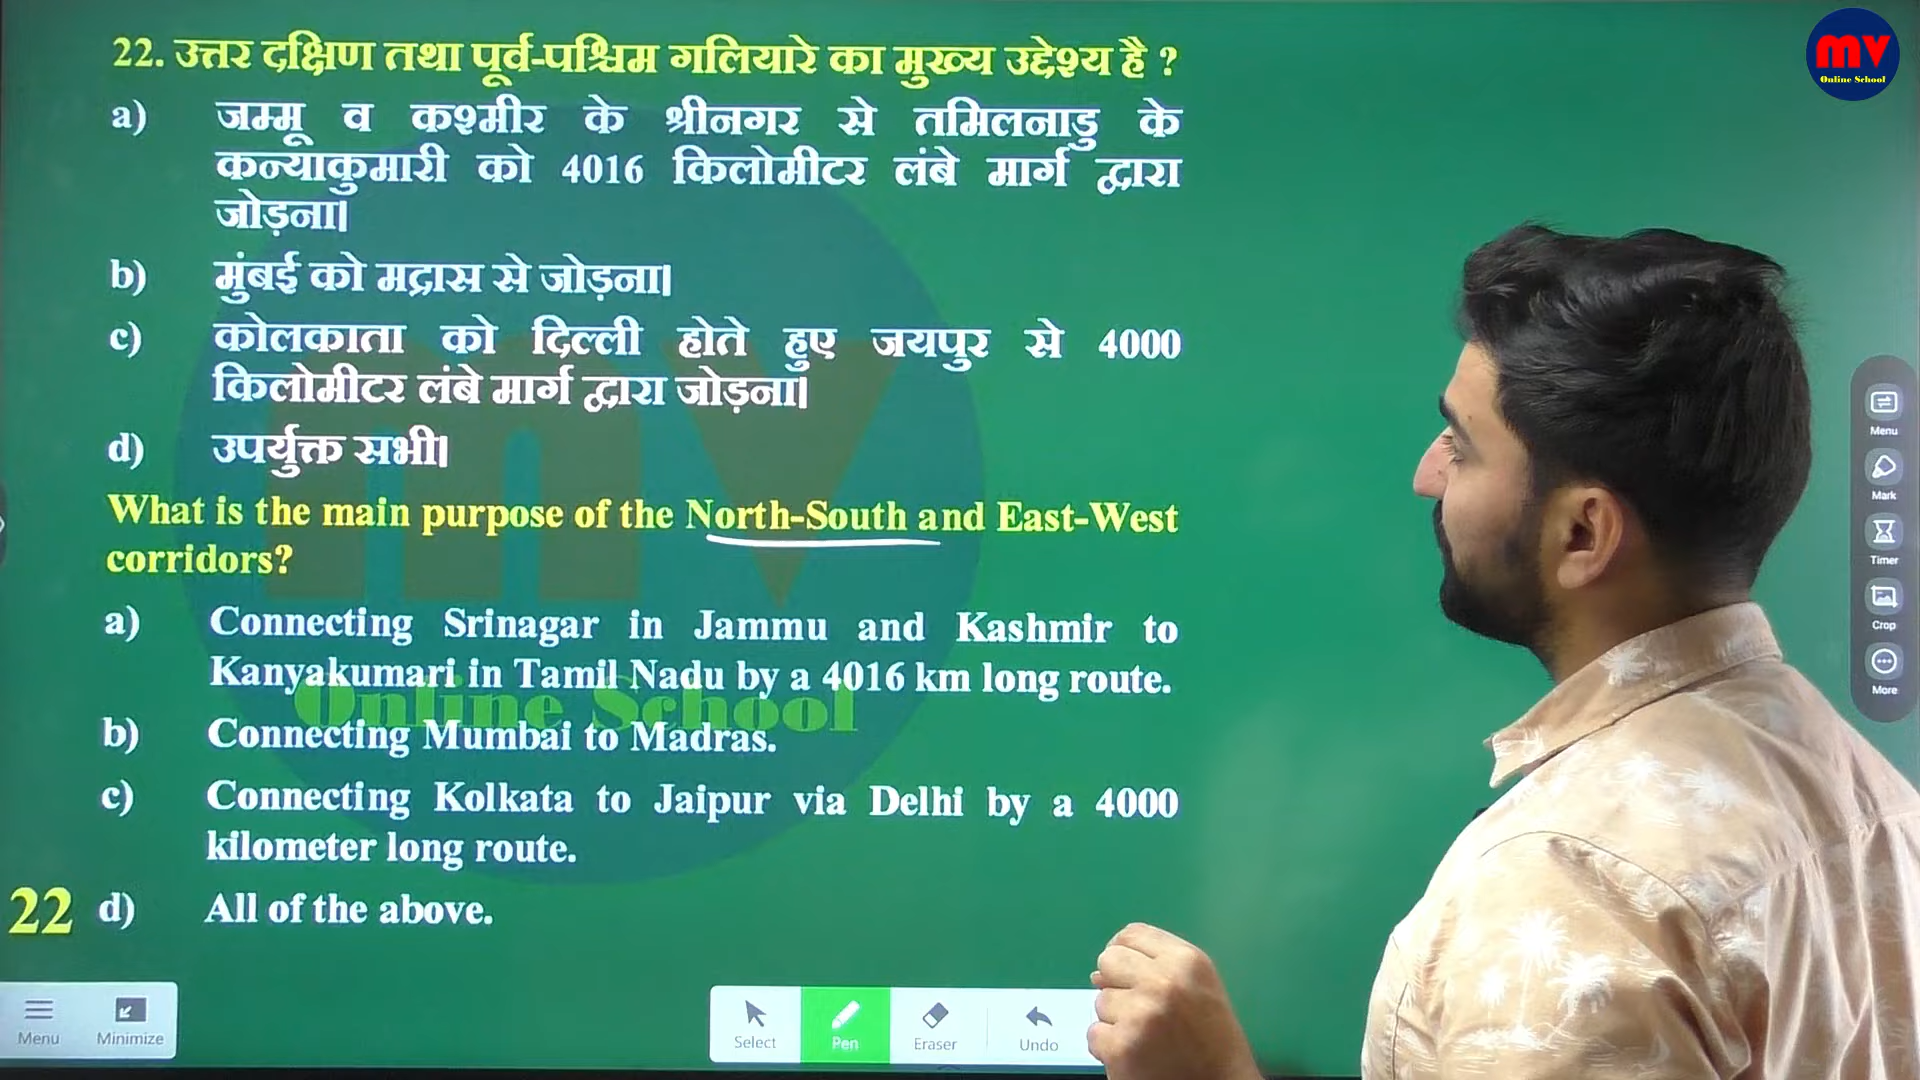 mv
Online School
22. उत्तर दक्षिण तथा पूर्व-पश्चिम गलियारे का मुख्य उद्देश्य है ?
a) जम्मू व कश्मीर के श्रीनगर से तमिलनाडु के
कन्याकुमारी को 4016 किलोमीटर लंबे मार्ग द्वारा
जोड़ना।
b) मुंबई को मद्रास से जोड़ना।
c) कोलकाता को दिल्ली होते हुए जयपुर से 4000
किलोमीटर लंबे मार्ग द्वारा जोड़ना।
d) उपर्युक्त सभी।
What is the main purpose of the North-South and East-West
corridors?
a) Connecting Srinagar in Jammu and Kashmir to
Kanyakumari in Tamil Nadu by a 4016 km long route.
b) Connecting Mumbai to Madras.
c) Connecting Kolkata to Jaipur via Delhi by a 4000
kilometer long route.
22 d) All of the above.
mv
Online School
Menu
Mark
Timer
Crop
More
Menu Minimize Select Pen Eraser Undo